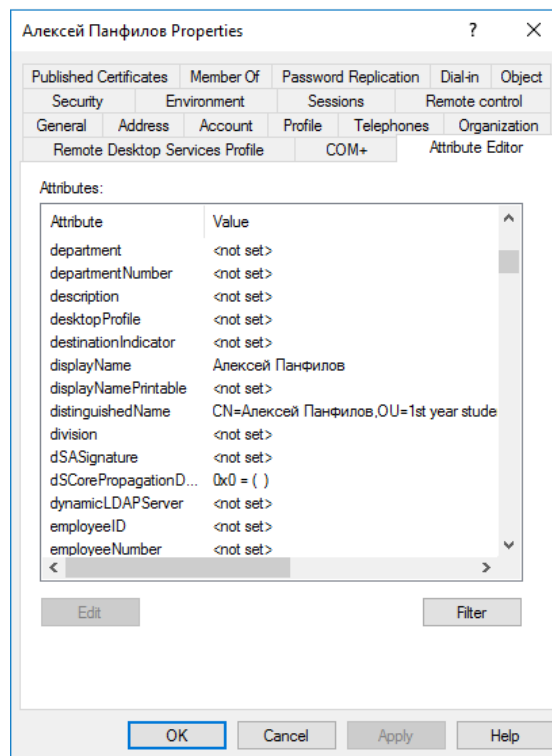 Алексей Панфилов Properties
Published Certificates Member Of Password Replication Dial-in Object
Security Environment Sessions Remote control
General Address Account Profile Telephones Organization
Remote Desktop Services Profile COM+ Attribute Editor
Attributes:
Attribute Value
department <not set>
departmentNumber <not set>
description <not set>
desktopProfile <not set>
destinationIndicator <not set>
displayName Алексей Панфилов
displayNamePrintable <not set>
distinguishedName CN=Алексей Панфилов,OU=1st year stude
division <not set>
dSASignature <not set>
dSCorePropagationD... 0x0 = ( )
dynamicLDAPServer <not set>
employeeID <not set>
employeeNumber <not set>
Edit Filter
OK Cancel Apply Help